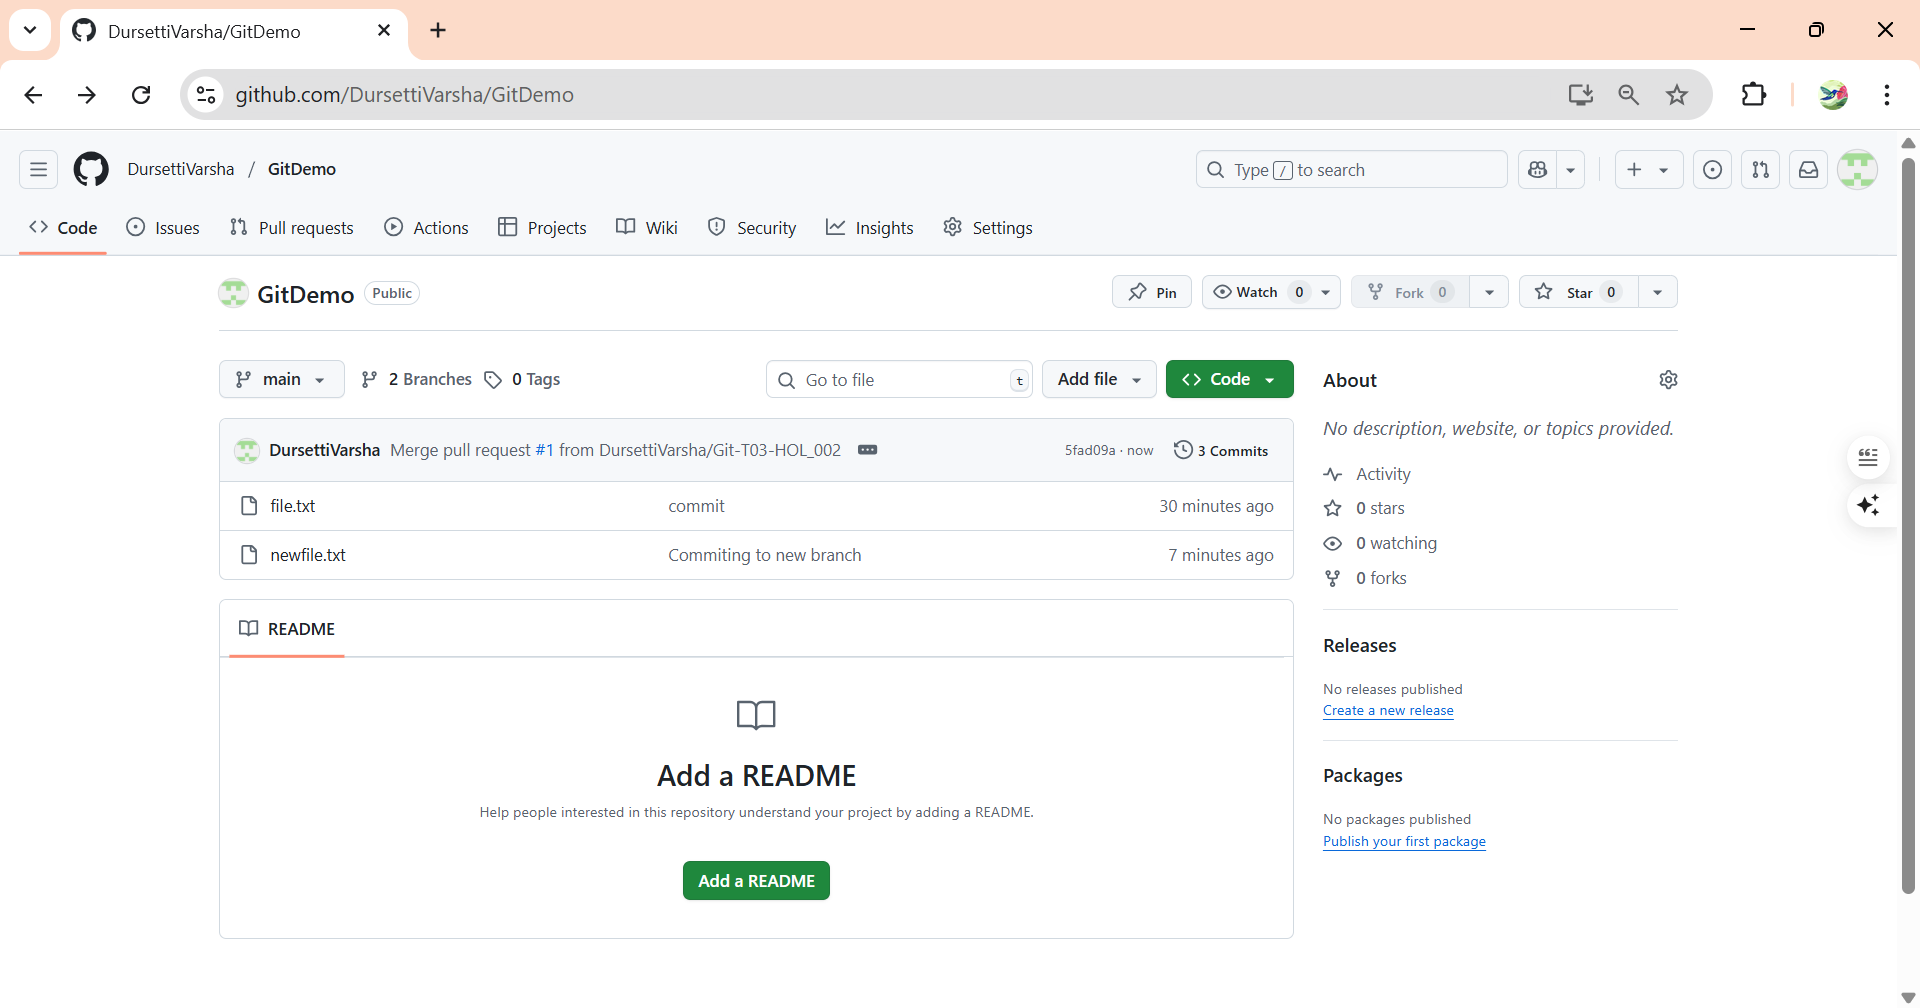 DursettiVarsha/GitDemo
github.com/DursettiVarsha/GitDemo
DursettiVarsha / GitDemo
Type / to search
Code Issues Pull requests Actions Projects Wiki Security Insights Settings
GitDemo Public
Pin Watch 0 Fork 0 Star 0
main 2 Branches 0 Tags Go to file t Add file Code
DursettiVarsha Merge pull request #1 from DursettiVarsha/Git-T03-HOL_002 5fad09a · now 3 Commits
file.txt commit 30 minutes ago
newfile.txt Commiting to new branch 7 minutes ago
README
Add a README
Help people interested in this repository understand your project by adding a README.
Add a README
About
No description, website, or topics provided.
Activity
0 stars
0 watching
0 forks
Releases
No releases published
Create a new release
Packages
No packages published
Publish your first package